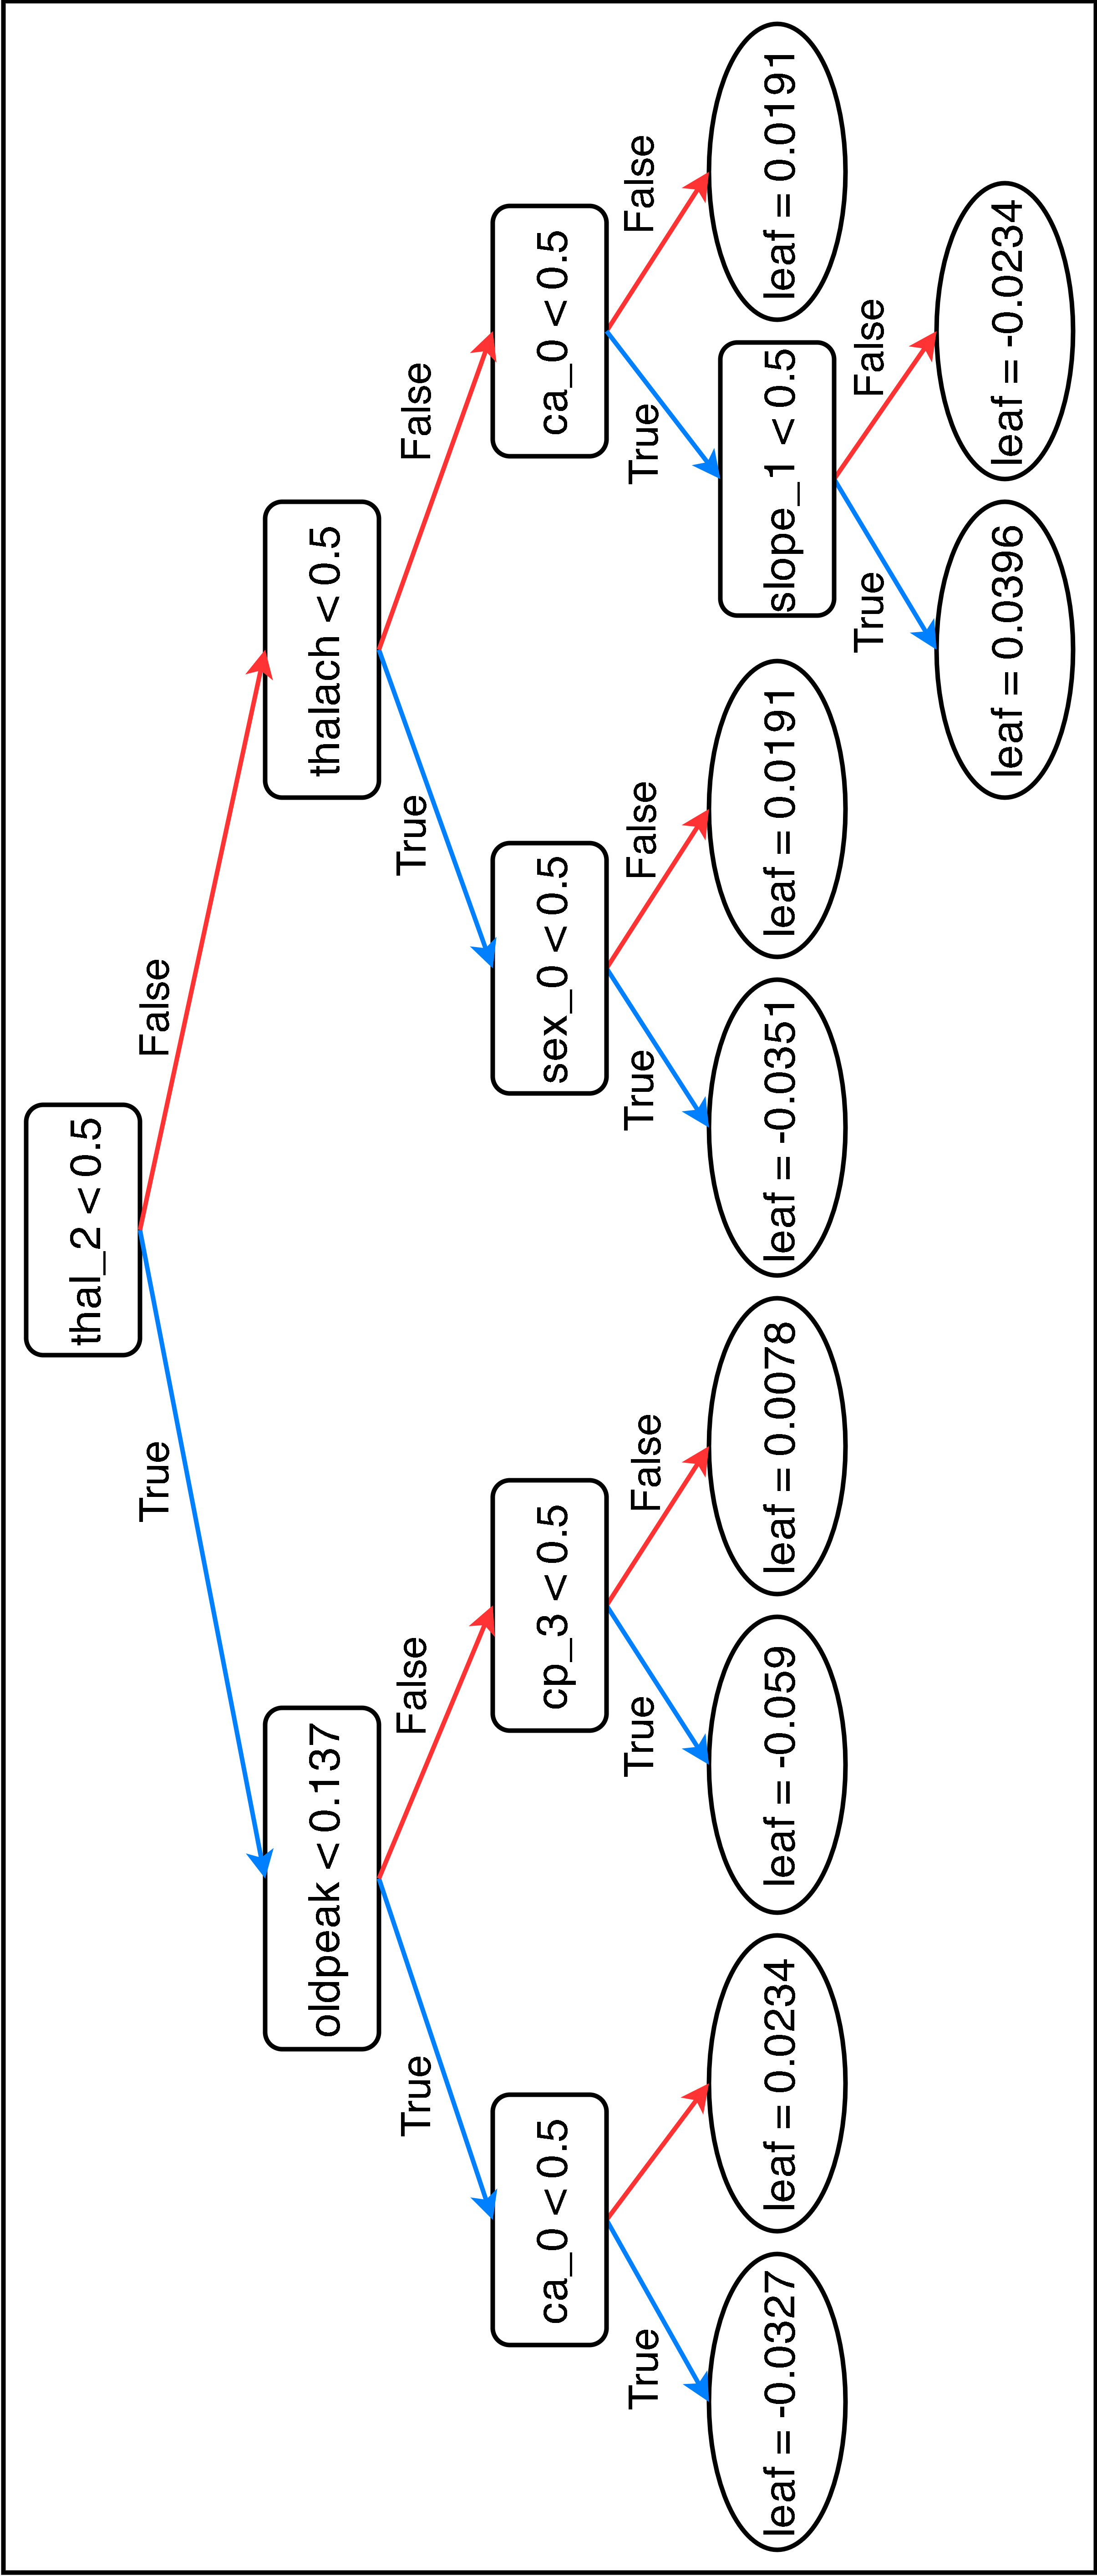 thal_2 < 0.5
True
False
oldpeak < 0.137
thalach < 0.5
True
False
True
False
ca_0 < 0.5
cp_3 < 0.5
sex_0 < 0.5
ca_0 < 0.5
True
True
False
True
False
True
False
leaf = -0.0327
leaf = 0.0234
leaf = -0.059
leaf = 0.0078
leaf = -0.0351
leaf = 0.0191
slope_1 < 0.5
leaf = 0.0191
True
False
leaf = 0.0396
leaf = -0.0234